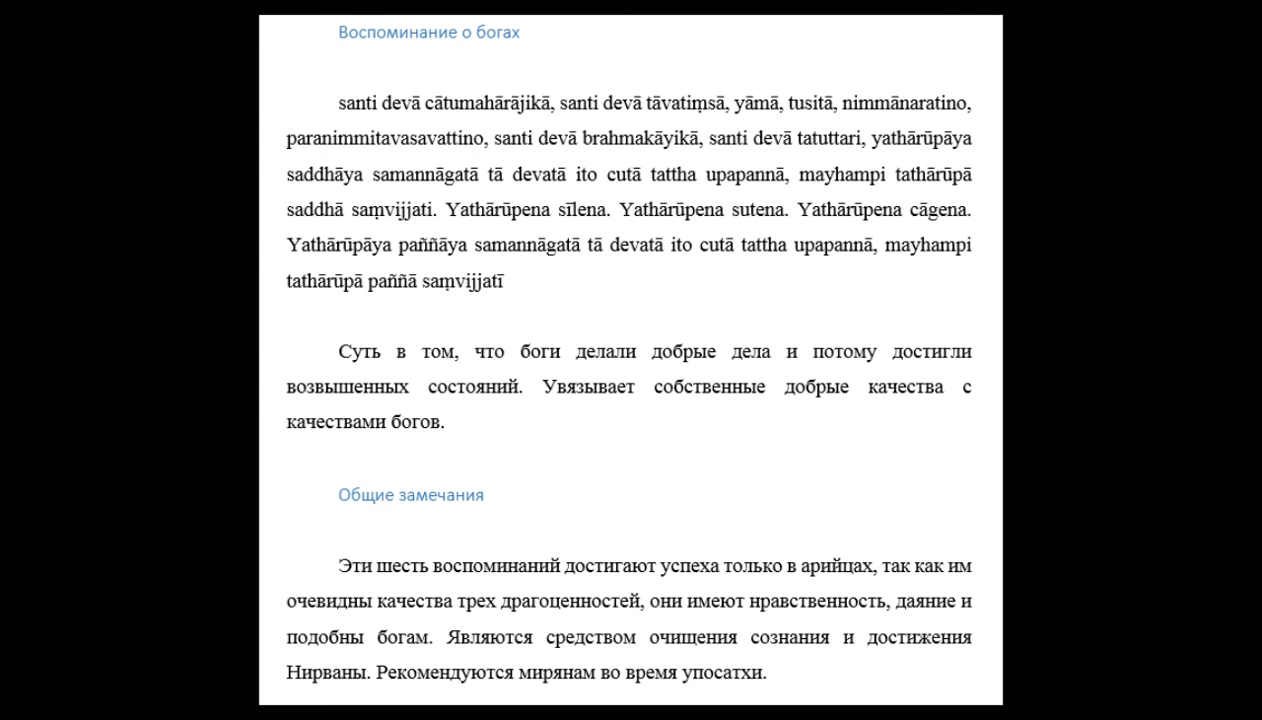 Воспоминание о богах
santi devā cātumahārājikā, santi devā tāvatiṃsā, yāmā, tusitā, nimmānaratino,
paranimmitavasavattino, santi devā brahmakāyikā, santi devā tatuttari, yathārūpāya
saddhāya samannāgatā tā devatā ito cutā tattha upapannā, mayhampi tathārūpā
saddhā saṃvijjati. Yathārūpena sīlena. Yathārūpena sutena. Yathārūpena cāgena.
Yathārūpāya paññāya samannāgatā tā devatā ito cutā tattha upapannā, mayhampi
tathārūpā paññā saṃvijjatī
Суть в том, что боги делали добрые дела и потому достигли
возвышенных состояний. Увязывает собственные добрые качества с
качествами богов.
Общие замечания
Эти шесть воспоминаний достигают успеха только в арийцах, так как им
очевидны качества трех драгоценностей, они имеют нравственность, даяние и
подобны богам. Являются средством очищения сознания и достижения
Нирваны. Рекомендуются мирянам во время упосатхи.